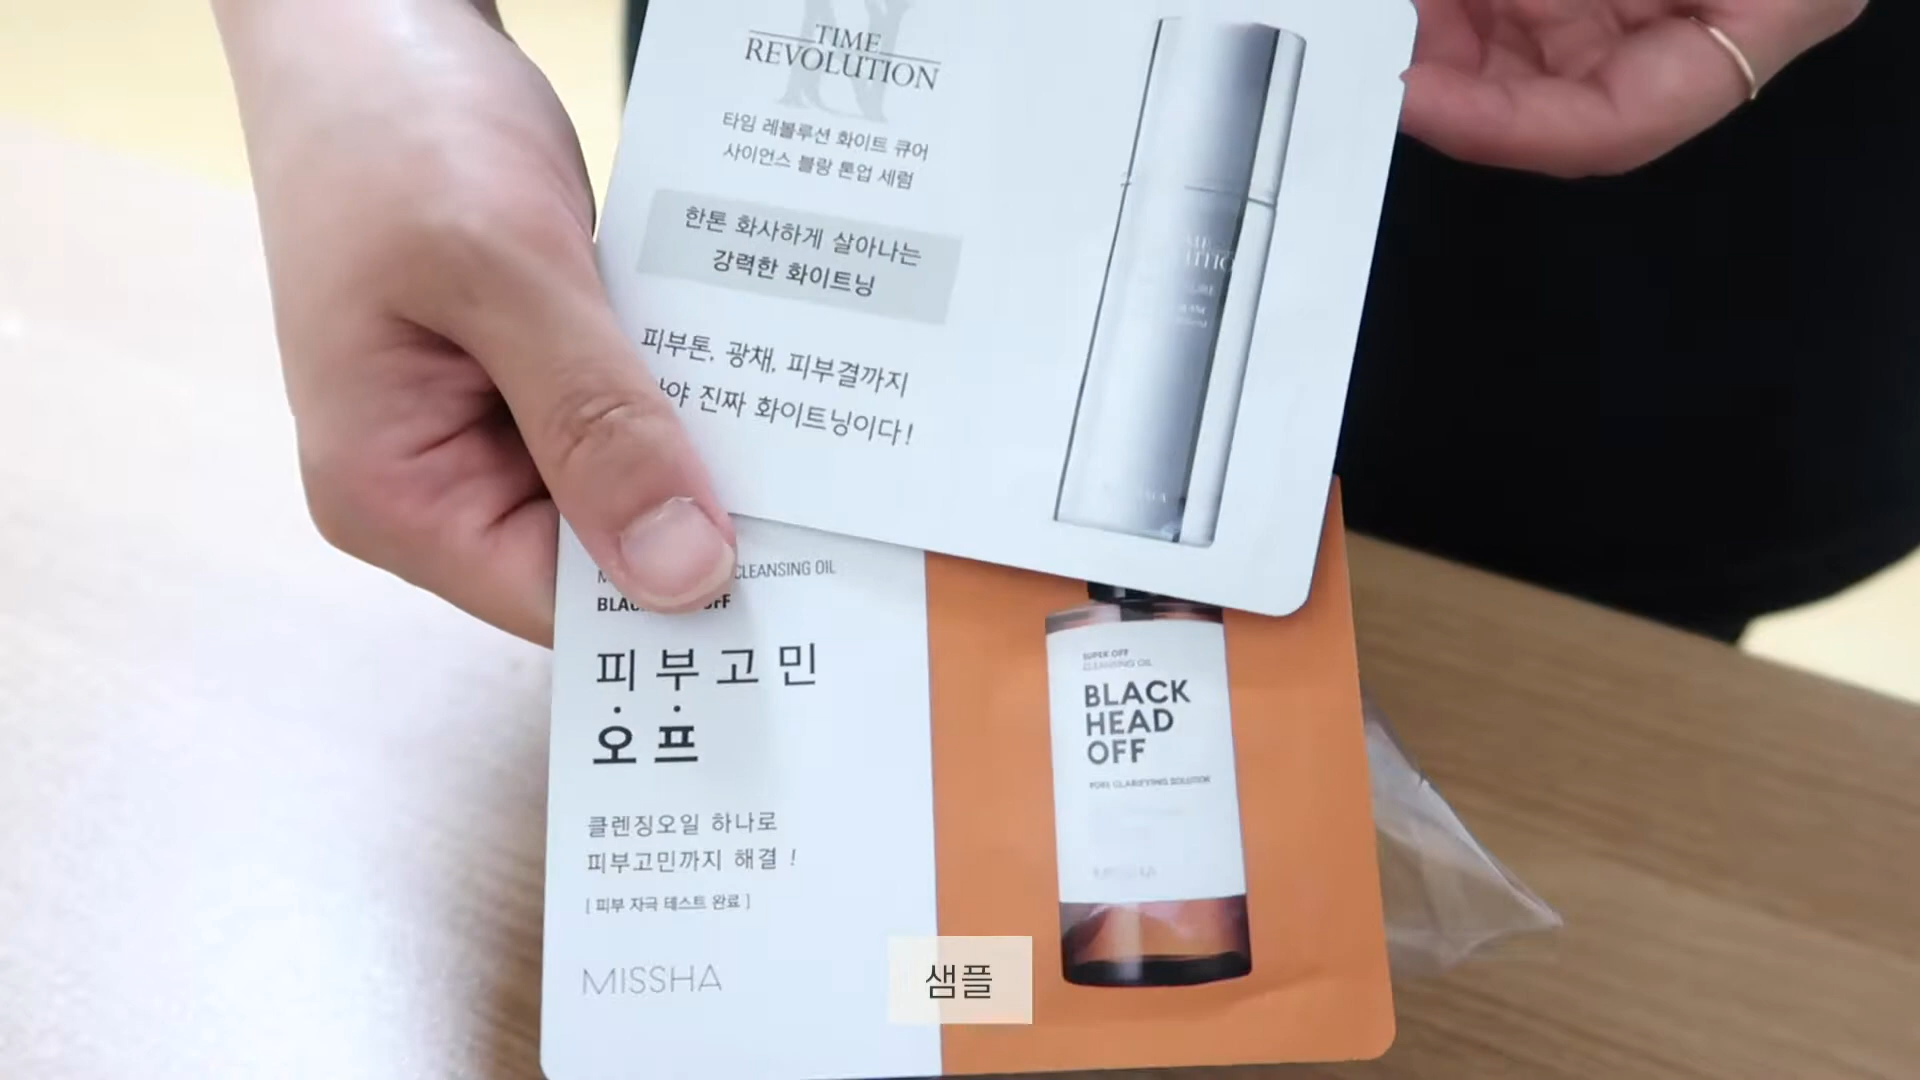 TIME
REVOLUTION
타임 레볼루션 화이트 큐어
사이언스 블랑 톤업 세럼
한톤 화사하게 살아나는
강력한 화이트닝
피부톤, 광채, 피부결까지
진짜 화이트닝이다!
CLEANSING OIL
피부고민
오프
클렌징오일 하나로
피부고민까지 해결 !
[ 피부 자극 테스트 완료 ]
MISSHA
SUPER OFF
CLEANSING OIL
BLACK
HEAD
OFF
PORE CLARIFYING SOLUTION
샘플